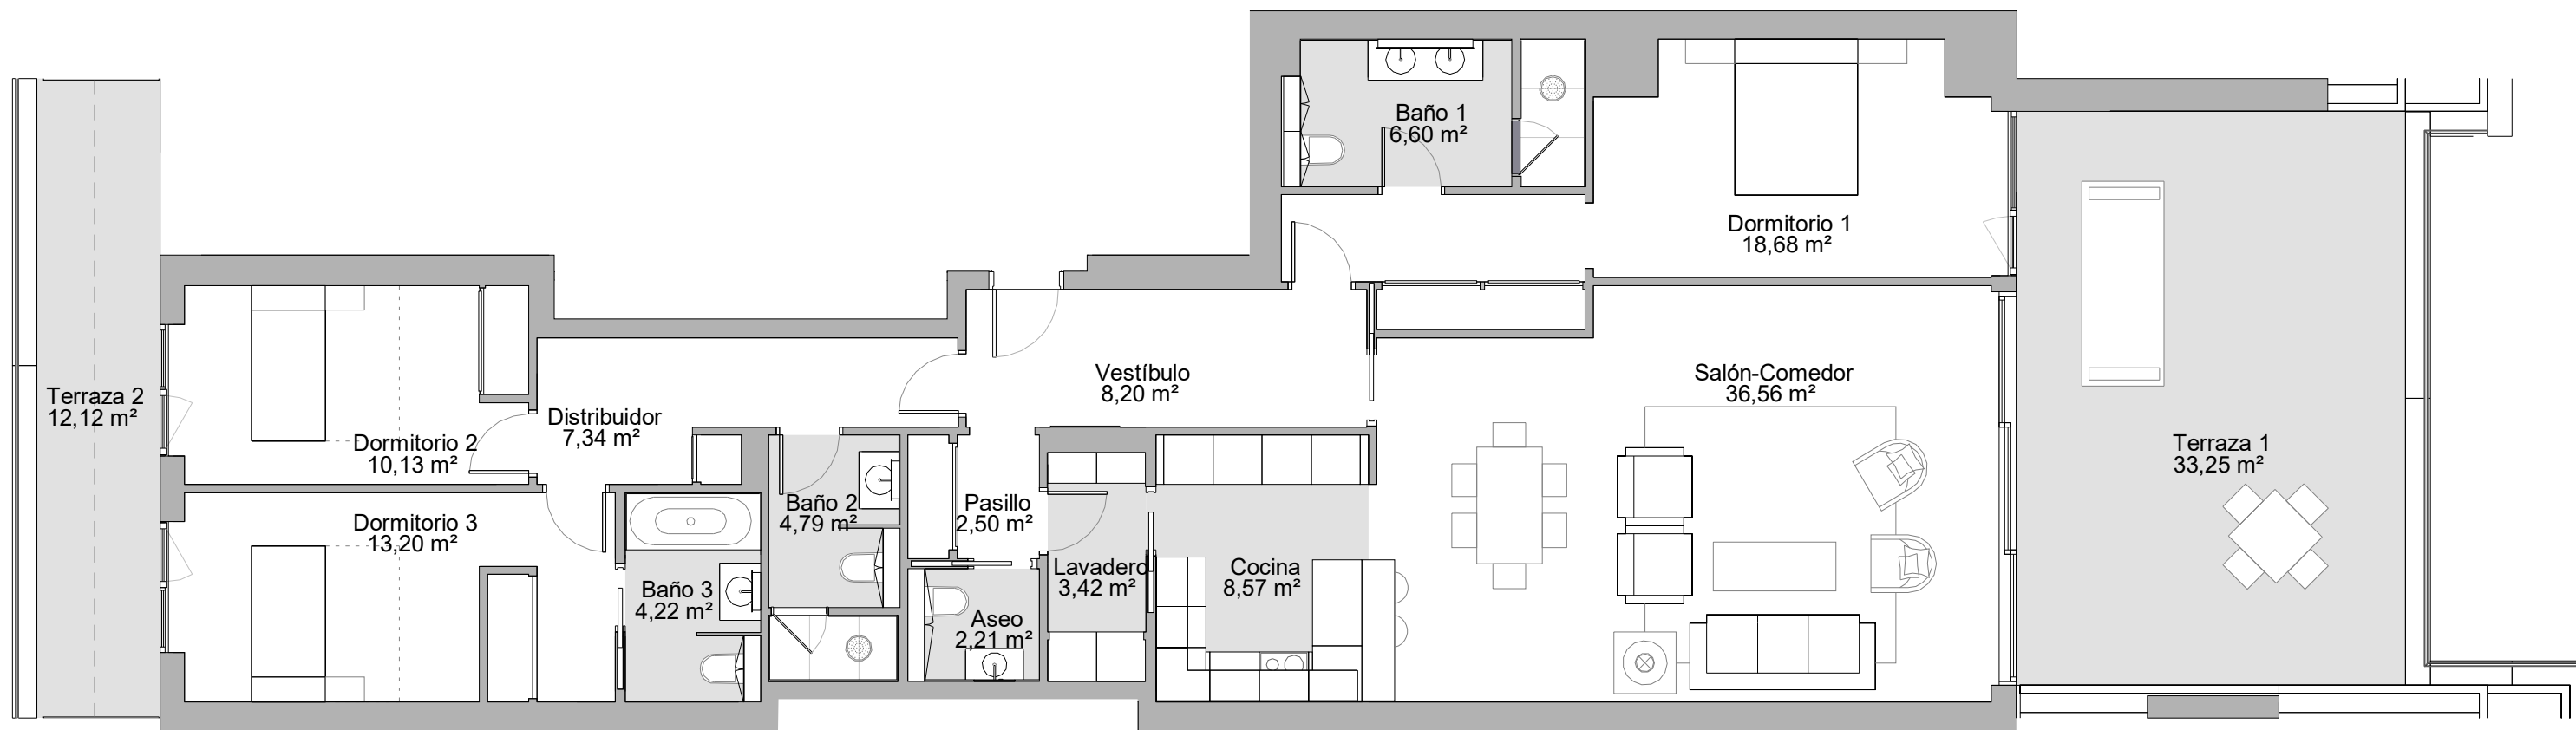 Baño 1
6,60 m²
Dormitorio 1
18,68 m²
Terraza 2
12,12 m²
Dormitorio 2
10,13 m²
Distribuidor
7,34 m²
Vestíbulo
8,20 m²
Salón-Comedor
36,56 m²
Terraza 1
33,25 m²
Dormitorio 3
13,20 m²
Baño 2
4,79 m²
Pasillo
2,50 m²
Baño 3
4,22 m²
Aseo
2,21 m²
Lavadero
3,42 m²
Cocina
8,57 m²